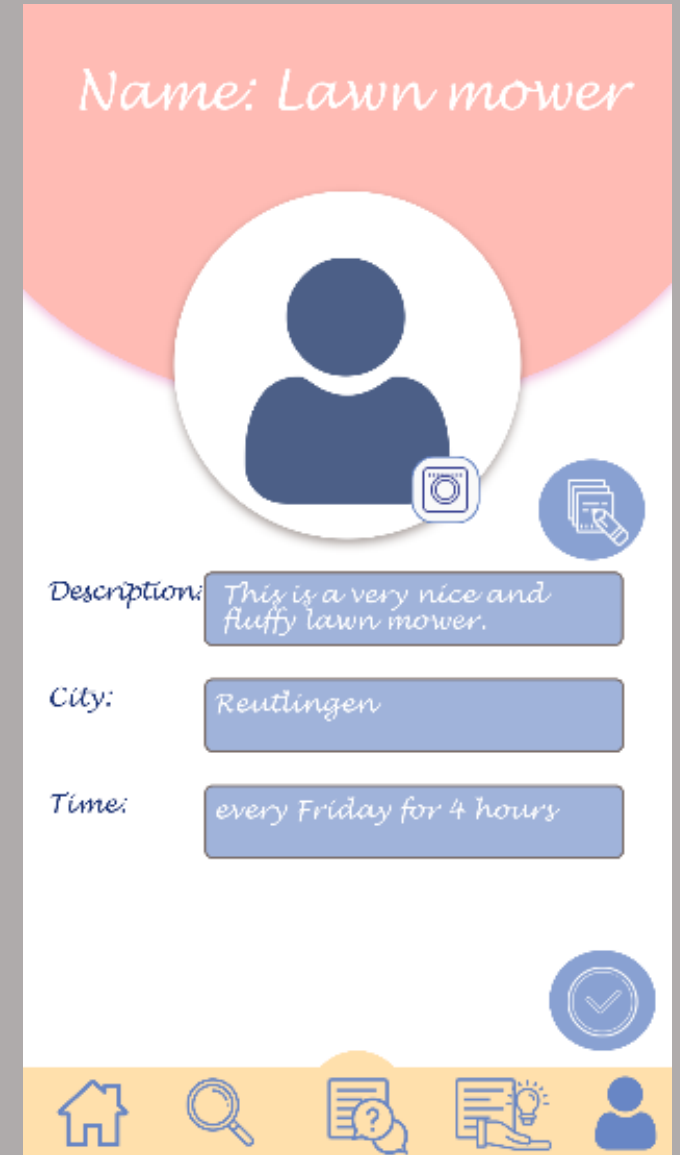 Name: Lawn mower
Description:
This is a very nice and
fluffy lawn mower.
City:
Reutlingen
Time:
every Friday for 4 hours
?